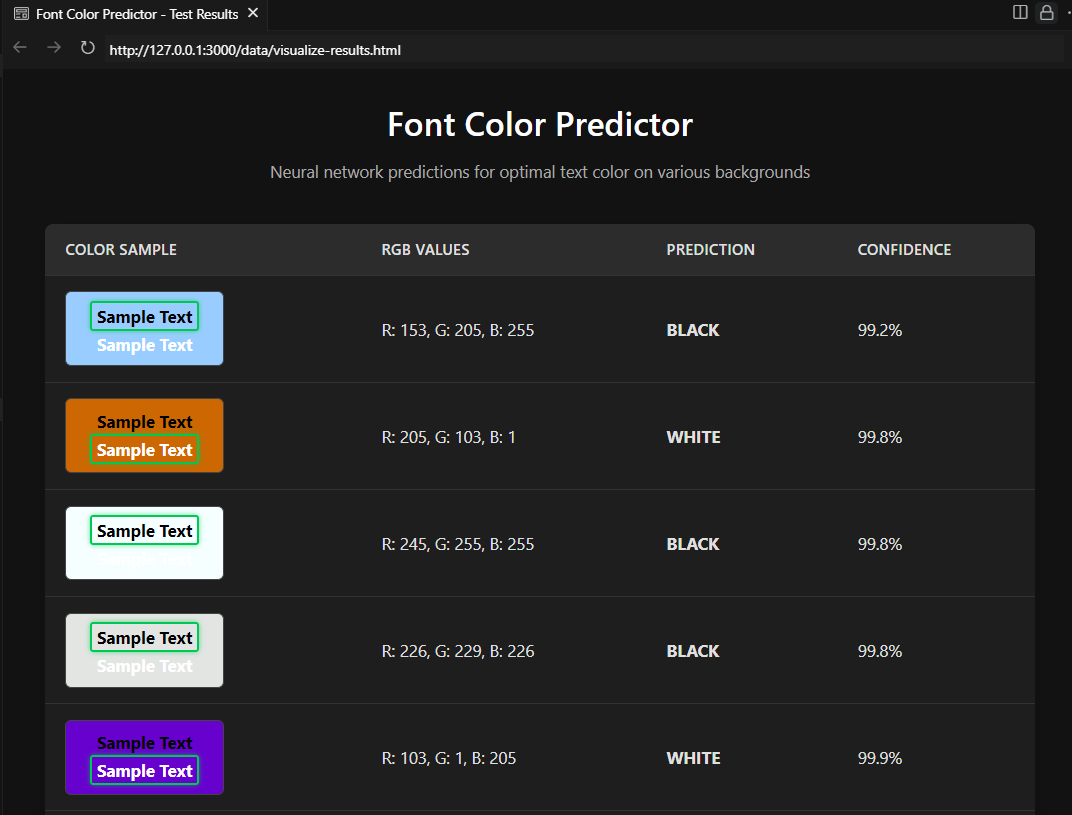 Font Color Predictor - Test Results
http://127.0.0.1:3000/data/visualize-results.html
Font Color Predictor
Neural network predictions for optimal text color on various backgrounds
COLOR SAMPLE RGB VALUES PREDICTION CONFIDENCE
Sample Text
Sample Text
R: 153, G: 205, B: 255 BLACK 99.2%
Sample Text
Sample Text
R: 205, G: 103, B: 1 WHITE 99.8%
Sample Text
Sample Text
R: 245, G: 255, B: 255 BLACK 99.8%
Sample Text
Sample Text
R: 226, G: 229, B: 226 BLACK 99.8%
Sample Text
Sample Text
R: 103, G: 1, B: 205 WHITE 99.9%